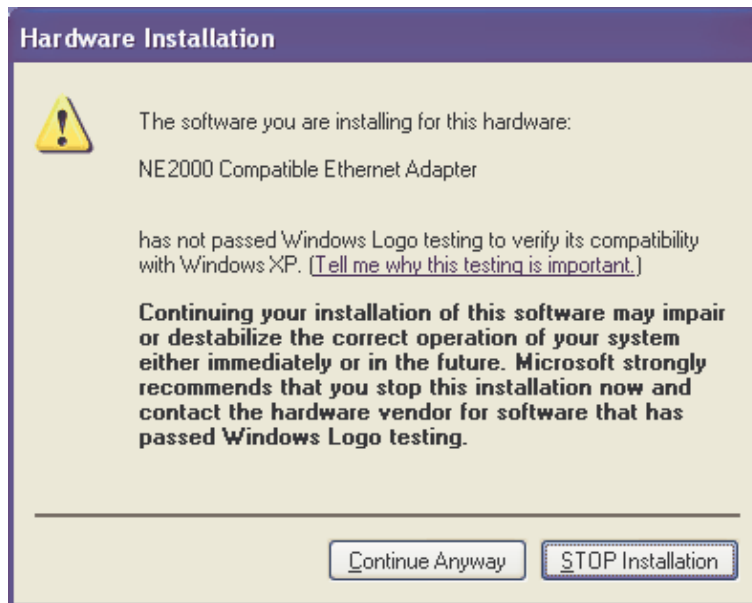 Hardware Installation
The software you are installing for this hardware:
NE2000 Compatible Ethernet Adapter
has not passed Windows Logo testing to verify its compatibility
with Windows XP. (Tell me why this testing is important.)
Continuing your installation of this software may impair
or destabilize the correct operation of your system
either immediately or in the future. Microsoft strongly
recommends that you stop this installation now and
contact the hardware vendor for software that has
passed Windows Logo testing.
Continue Anyway
STOP Installation